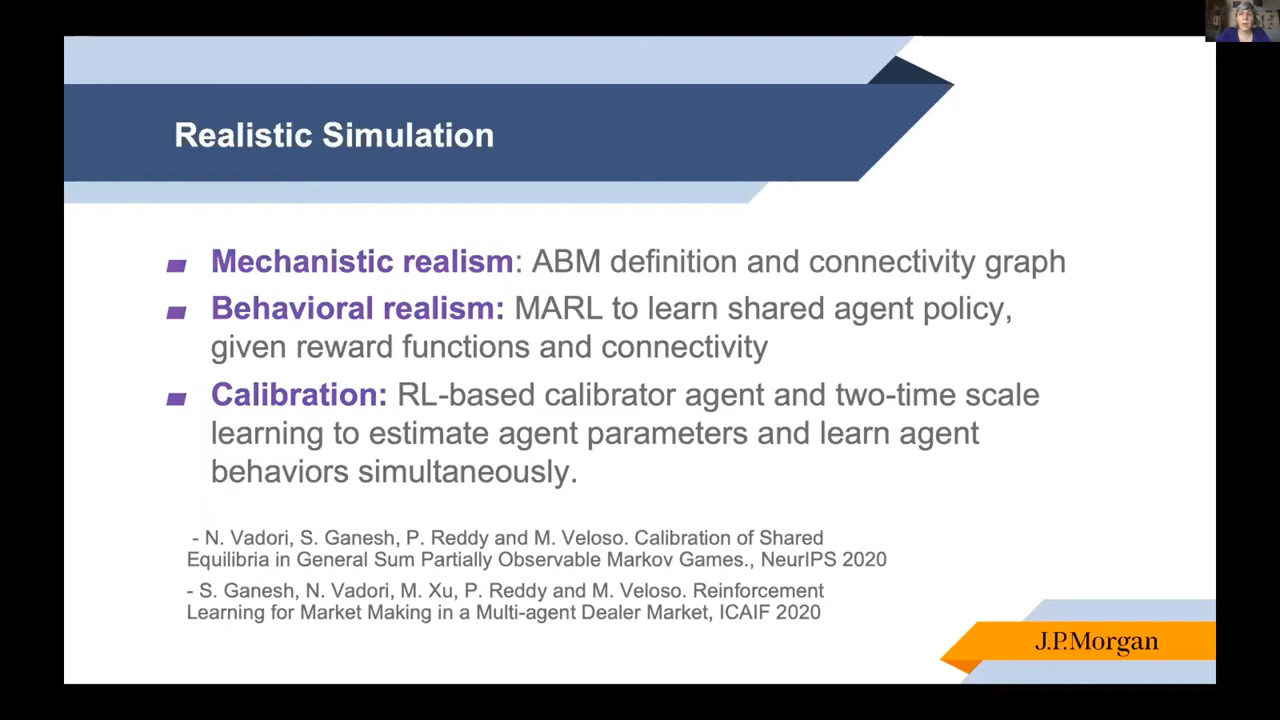 Realistic Simulation
Mechanistic realism: ABM definition and connectivity graph
Behavioral realism: MARL to learn shared agent policy,
given reward functions and connectivity
Calibration: RL-based calibrator agent and two-time scale
learning to estimate agent parameters and learn agent
behaviors simultaneously.
- N. Vadori, S. Ganesh, P. Reddy and M. Veloso. Calibration of Shared
Equilibria in General Sum Partially Observable Markov Games., NeurIPS 2020
- S. Ganesh, N. Vadori, M. Xu, P. Reddy and M. Veloso. Reinforcement
Learning for Market Making in a Multi-agent Dealer Market, ICAIF 2020
J.P.Morgan